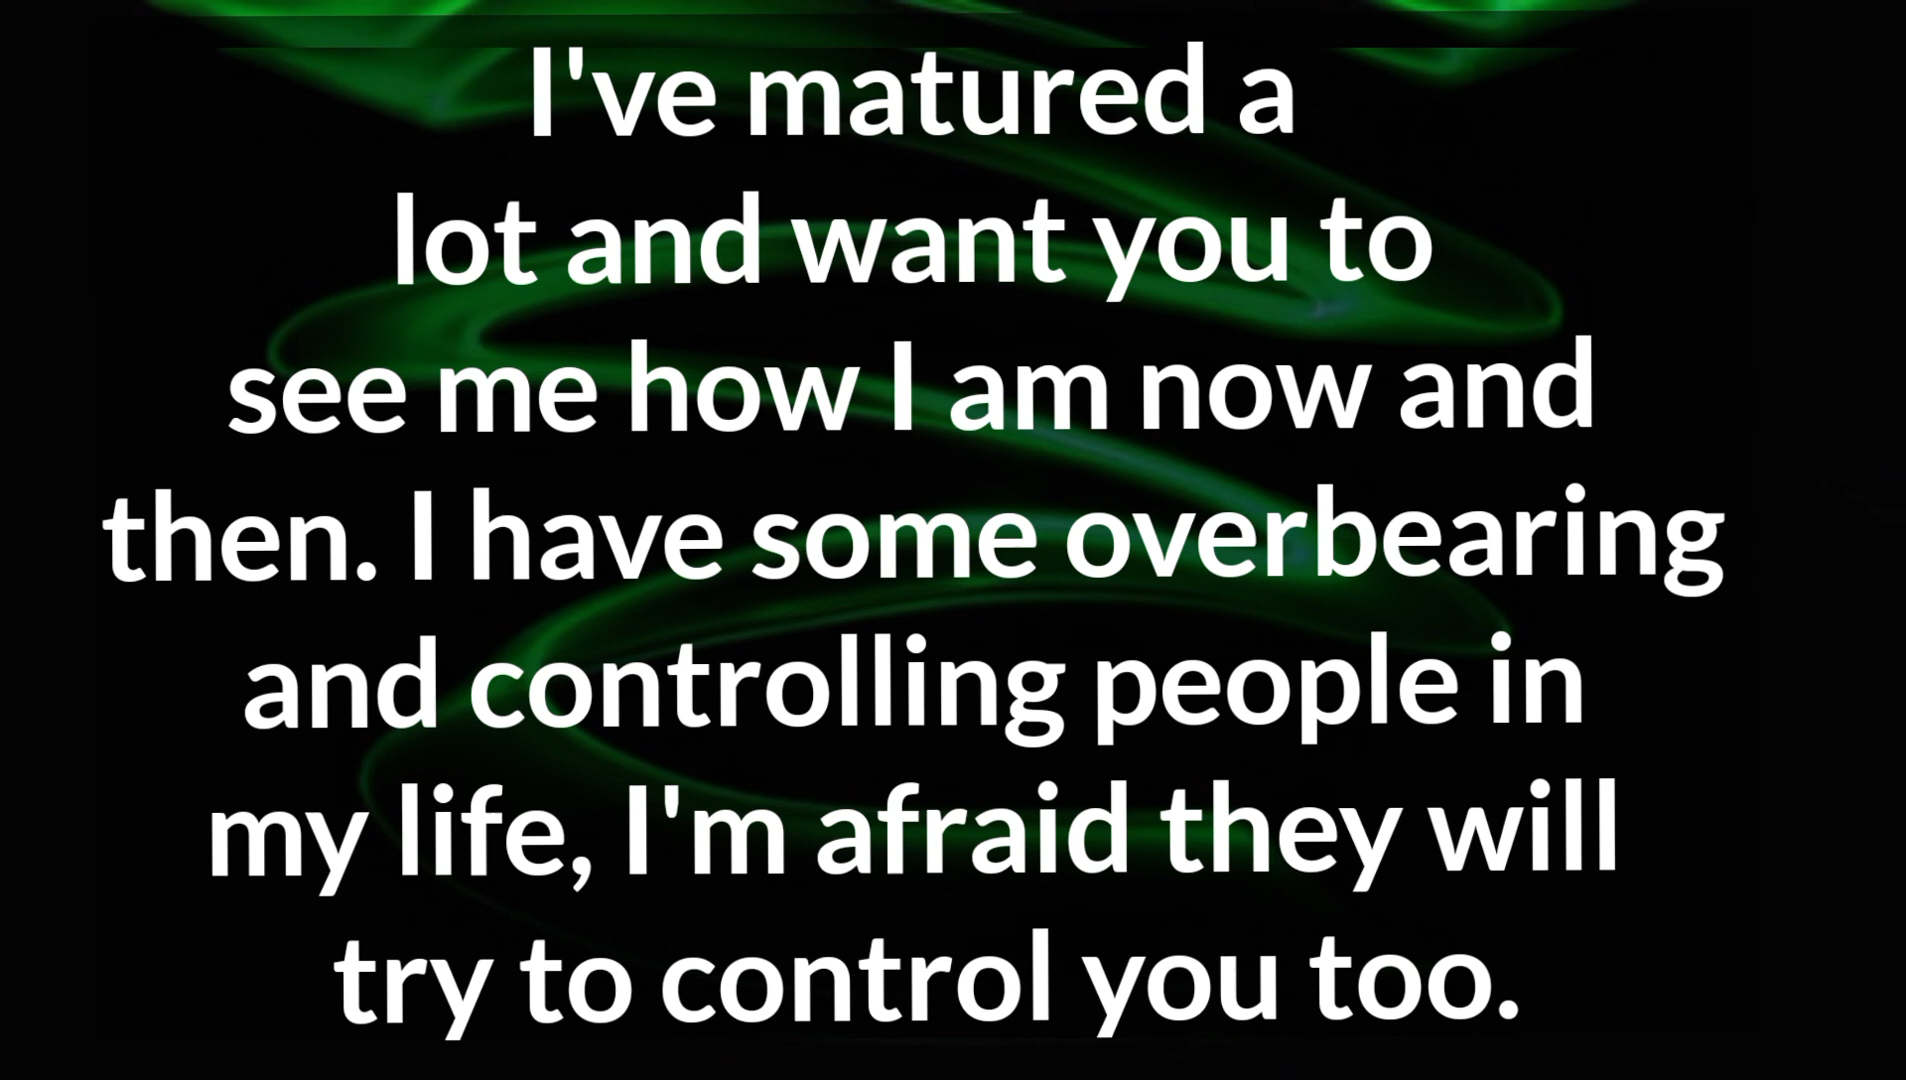 I've matured a
lot and want you to
see me how I am now and
then. I have some overbearing
and controlling people in
my life, I'm afraid they will
try to control you too.